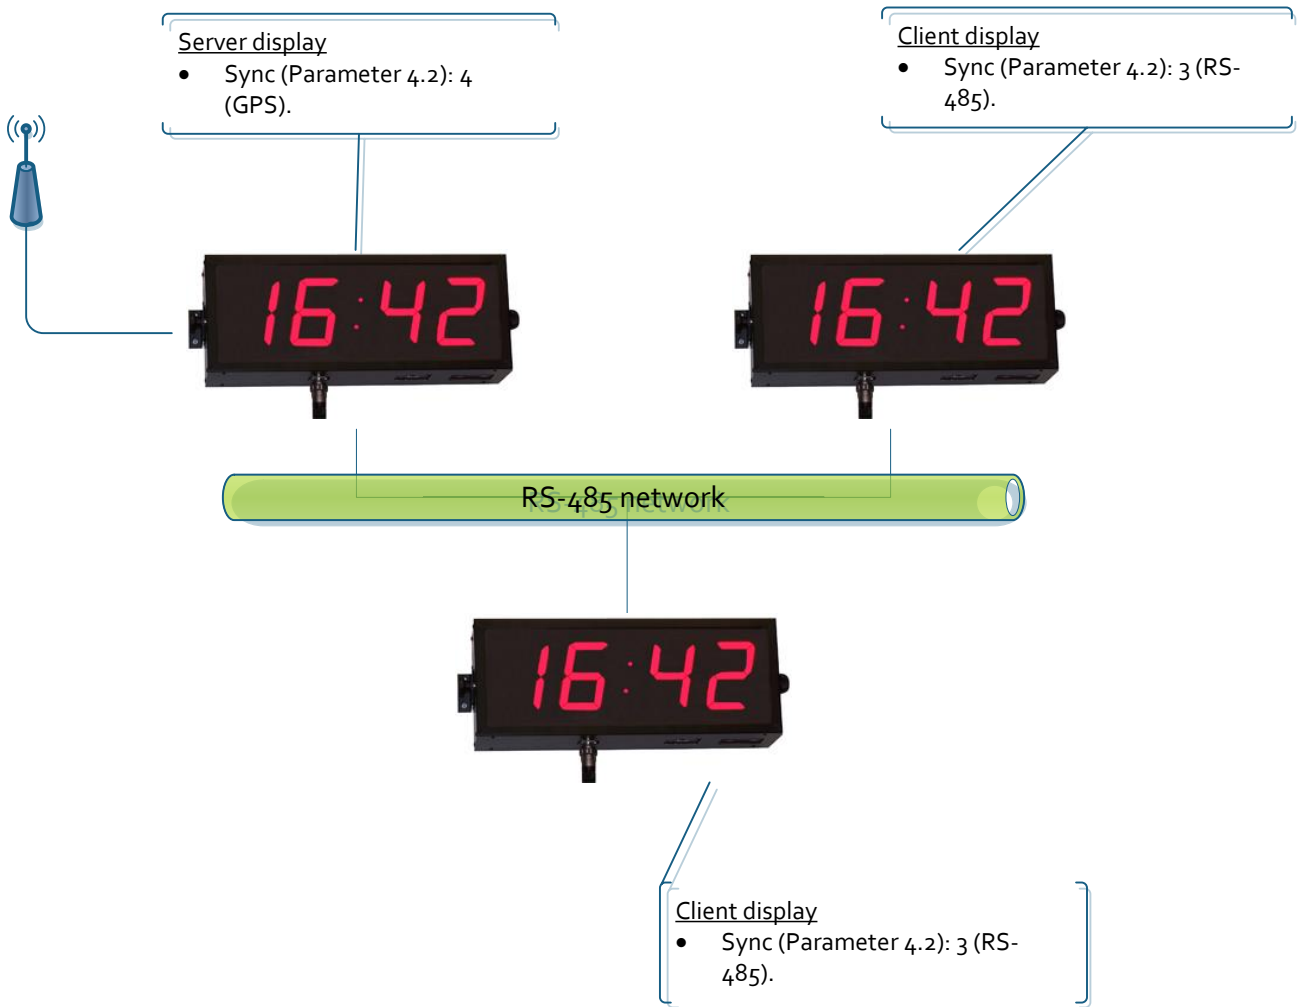 Server display
• Sync (Parameter 4.2): 4
(GPS).
Client display
• Sync (Parameter 4.2): 3 (RS-
485).
16:42
16:42
RS-485 network
16:42
Client display
• Sync (Parameter 4.2): 3 (RS-
485).